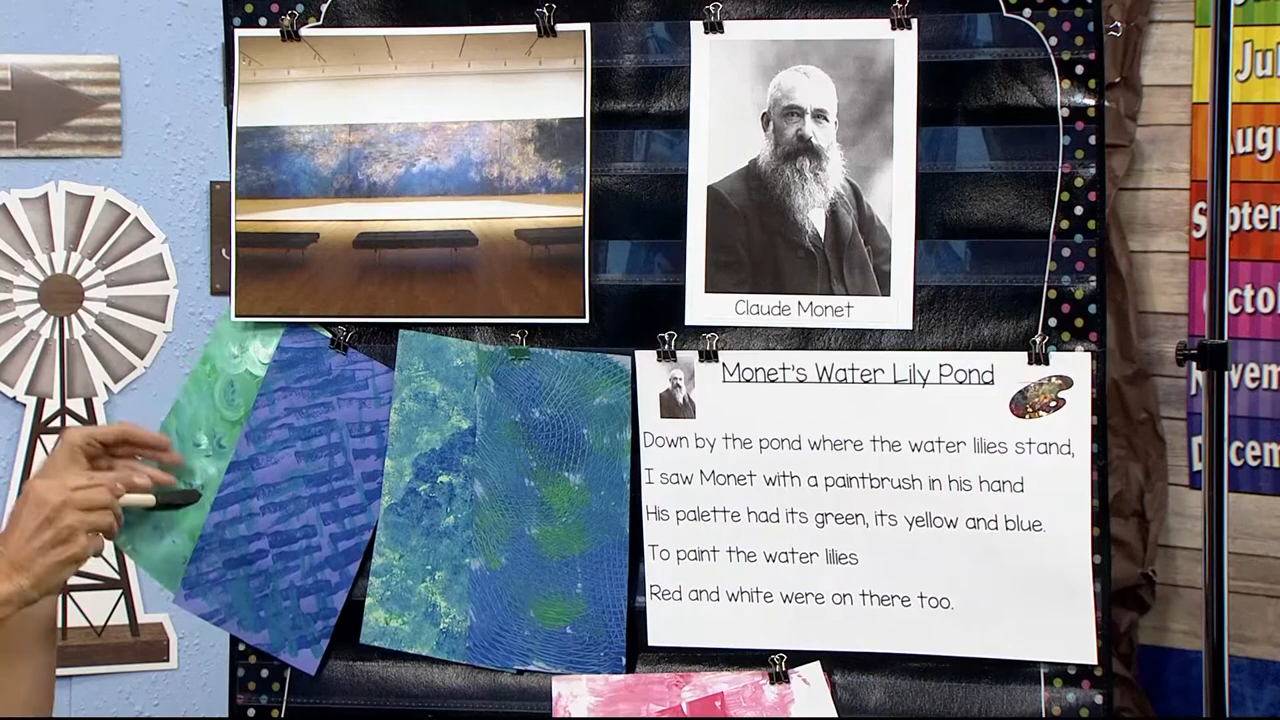 Claude Monet
Monet's Water Lily Pond
Down by the pond where the water lilies stand,
I saw Monet with a paintbrush in his hand
His palette had its green, its yellow and blue.
To paint the water lilies
Red and white were on there too.